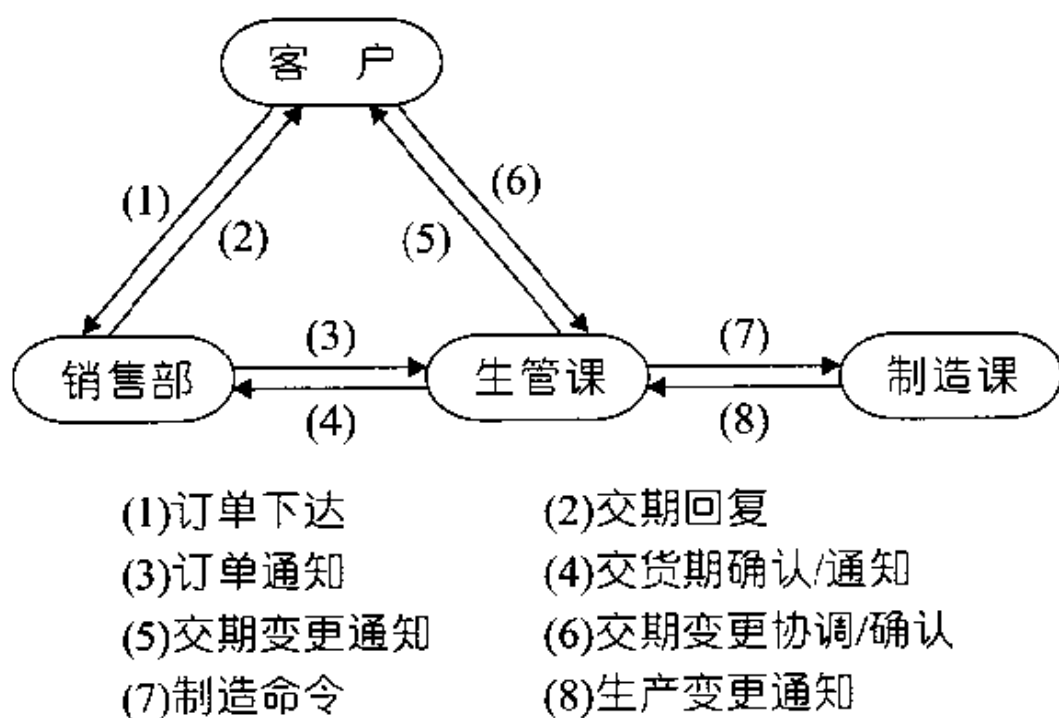 客 户
(1)
(6)
(2)
(5)
(3)
(7)
销售部
生管课
制造课
(4)
(8)
(1)订单下达
(2)交期回复
(3)订单通知
(4)交货期确认/通知
(5)交期变更通知
(6)交期变更协调/确认
(7)制造命令
(8)生产变更通知